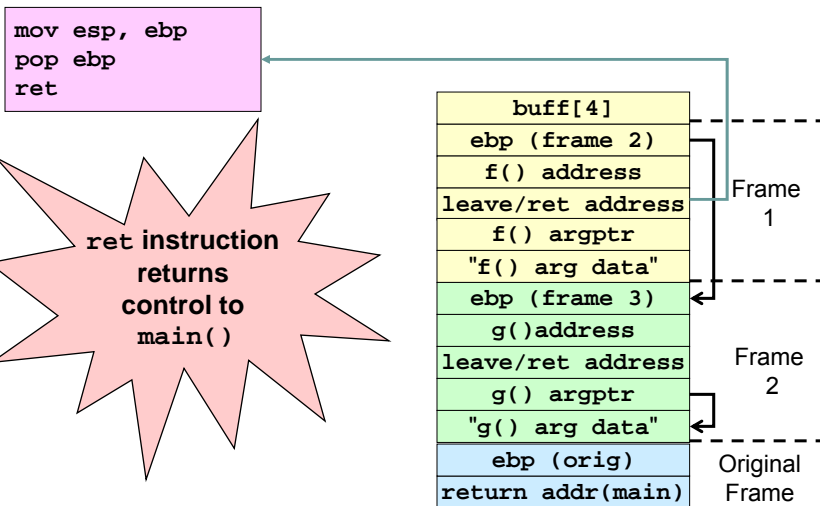 mov esp, ebp
pop ebp
ret
ret instruction
returns
control to
main()
buff[4]
ebp (frame 2)
f() address
leave/ret address
f() argptr
"f() arg data"
ebp (frame 3)
g()address
leave/ret address
g() argptr
"g() arg data"
ebp (orig)
return addr(main)
Frame
1
Frame
2
Original
Frame